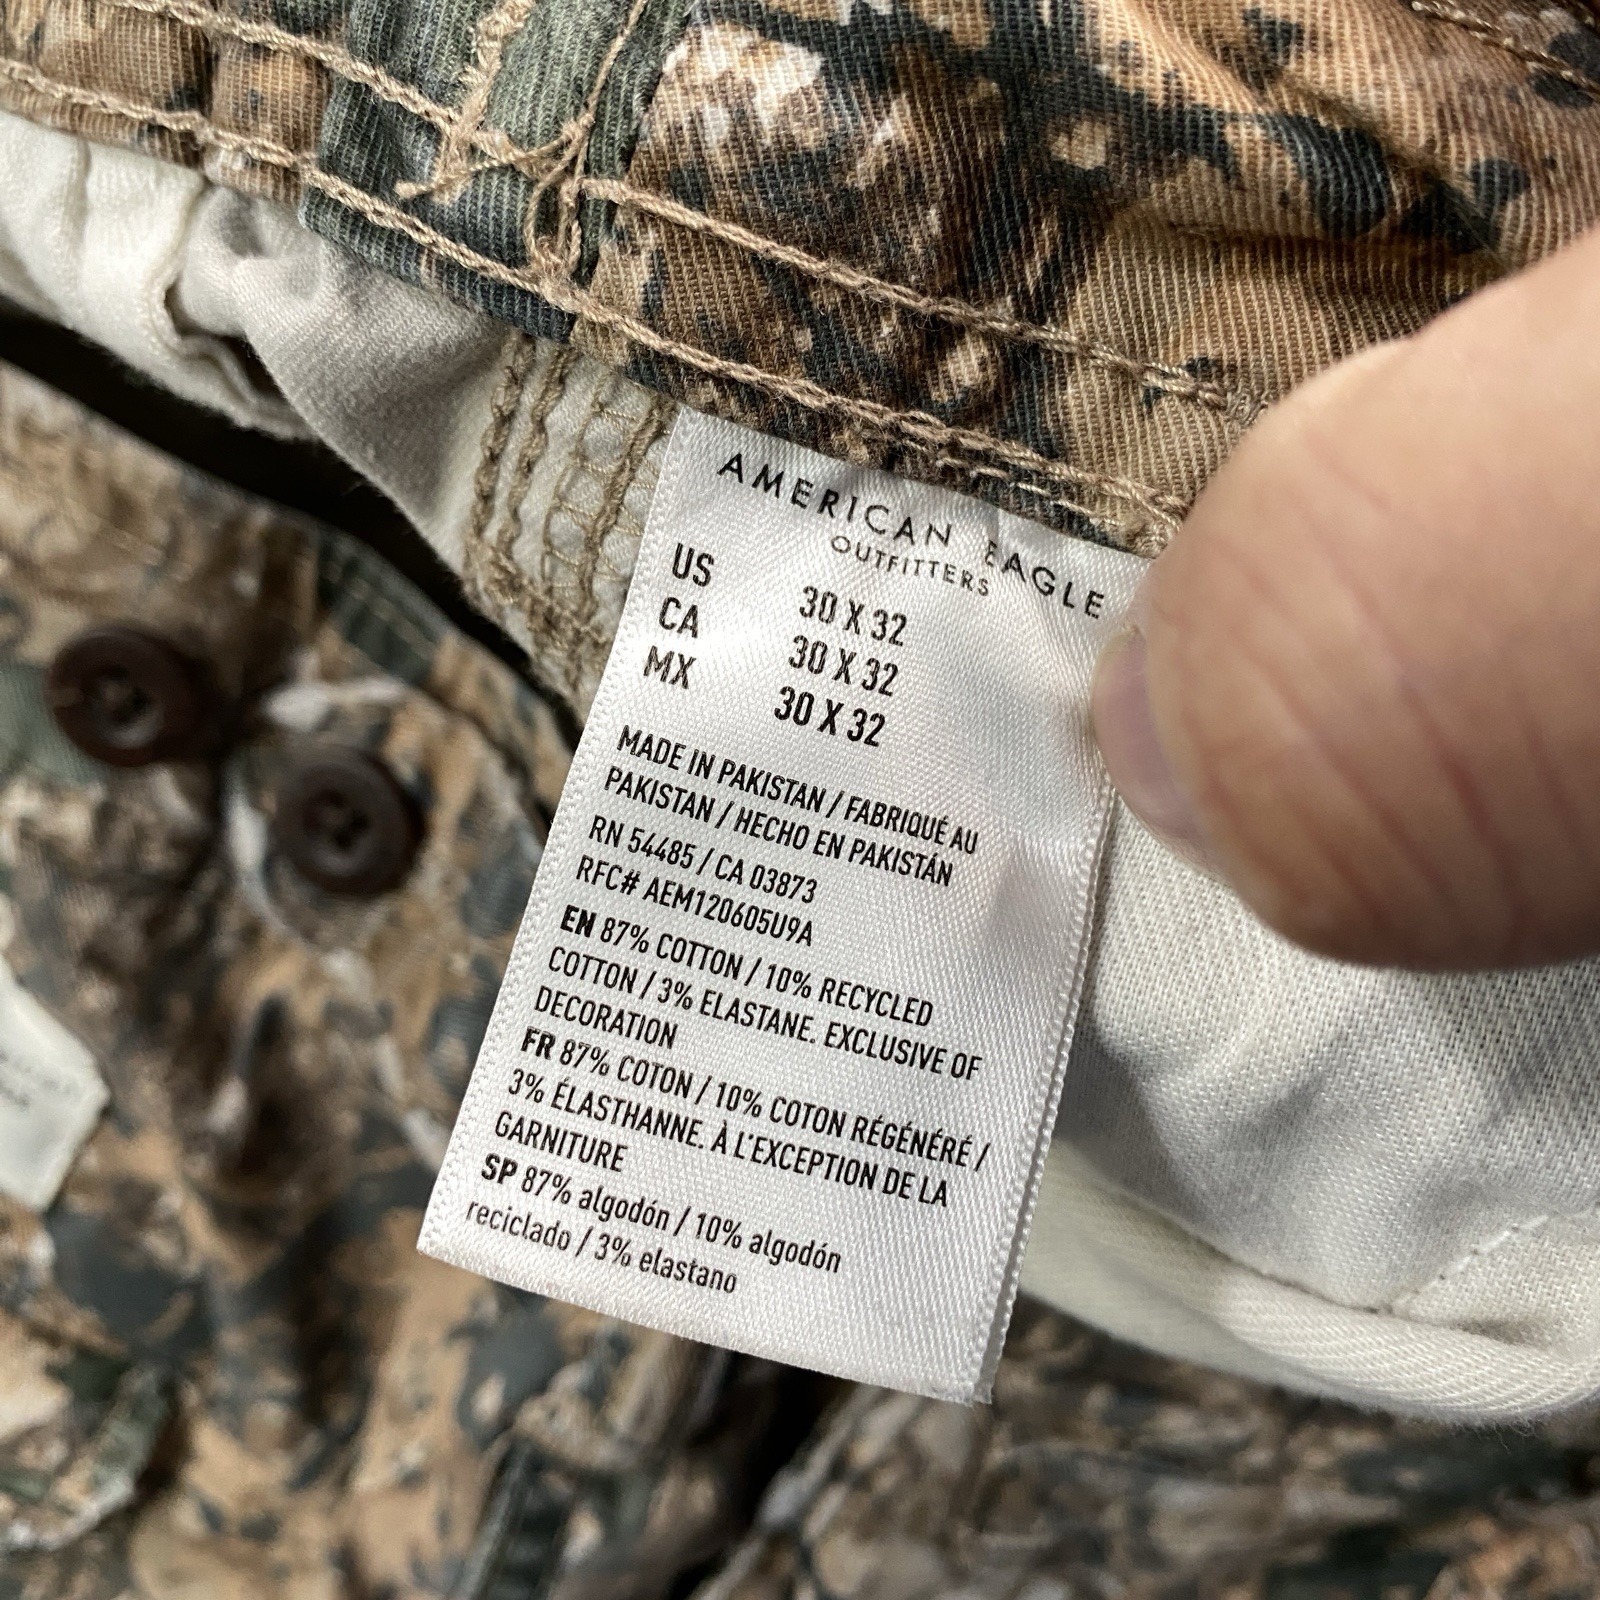 AMERICAN EAGLE
OUTFITTERS
US 30 X 32
CA 30 X 32
MX 30 X 32
MADE IN PAKISTAN / FABRIQUÉ AU
PAKISTAN / HECHO EN PAKISTÁN
RN 54485 / CA 03873
RFC# AEM120605U9A
EN 87% COTTON / 10% RECYCLED
COTTON / 3% ELASTANE. EXCLUSIVE OF
DECORATION
FR 87% COTON / 10% COTON RÉGÉNÉRÉ /
3% ÉLASTHANNE. À L'EXCEPTION DE LA
GARNITURE
SP 87% algodón / 10% algodón
reciclado / 3% elastano